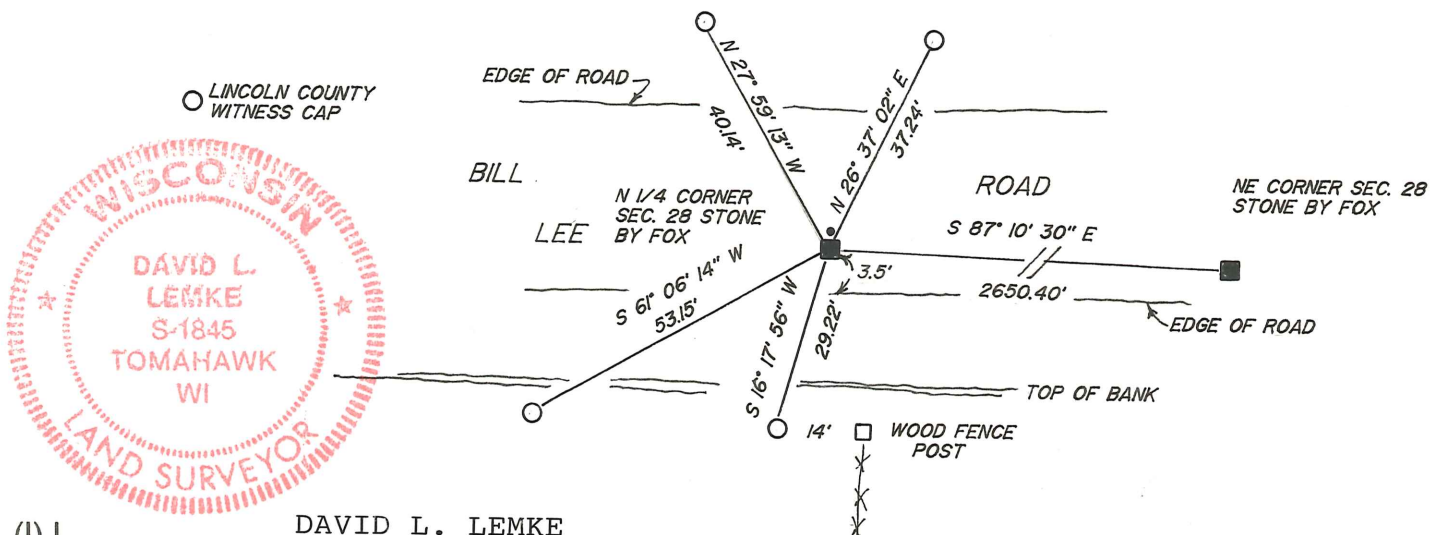 EDGE OF ROAD
LINCOLN COUNTY
WITNESS CAP
N 27° 59' 13" W
40.14'
N 26° 37' 02" E
37.24'
BILL
LEE
ROAD
N 1/4 CORNER
SEC. 28 STONE
BY FOX
NE CORNER SEC. 28
STONE BY FOX
S 87° 10' 30" E
2650.40'
3.5'
S 61° 06' 14" W
53.15'
S 16° 17' 56" W
29.22'
EDGE OF ROAD
TOP OF BANK
14'
WOOD FENCE
POST
WISCONSIN
DAVID L.
LEMKE
S-1845
TOMAHAWK
WI
LAND SURVEYOR
DAVID L. LEMKE